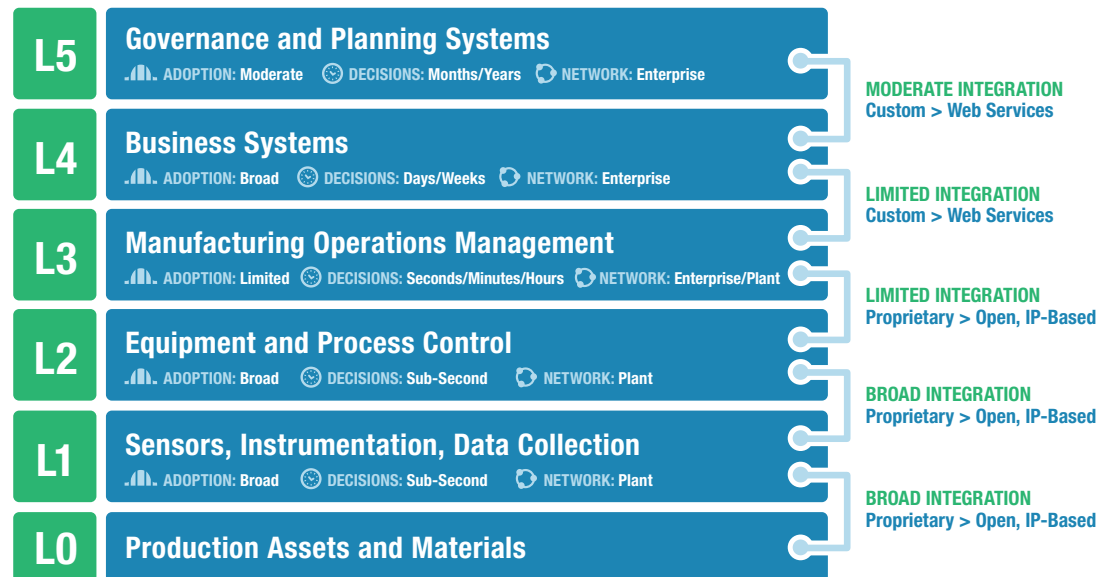 L5
Governance and Planning Systems
ADOPTION: Moderate DECISIONS: Months/Years NETWORK: Enterprise
MODERATE INTEGRATION
Custom > Web Services
L4
Business Systems
ADOPTION: Broad DECISIONS: Days/Weeks NETWORK: Enterprise
LIMITED INTEGRATION
Custom > Web Services
L3
Manufacturing Operations Management
ADOPTION: Limited DECISIONS: Seconds/Minutes/Hours NETWORK: Enterprise/Plant
LIMITED INTEGRATION
Proprietary > Open, IP-Based
L2
Equipment and Process Control
ADOPTION: Broad DECISIONS: Sub-Second NETWORK: Plant
BROAD INTEGRATION
Proprietary > Open, IP-Based
L1
Sensors, Instrumentation, Data Collection
ADOPTION: Broad DECISIONS: Sub-Second NETWORK: Plant
BROAD INTEGRATION
Proprietary > Open, IP-Based
L0
Production Assets and Materials